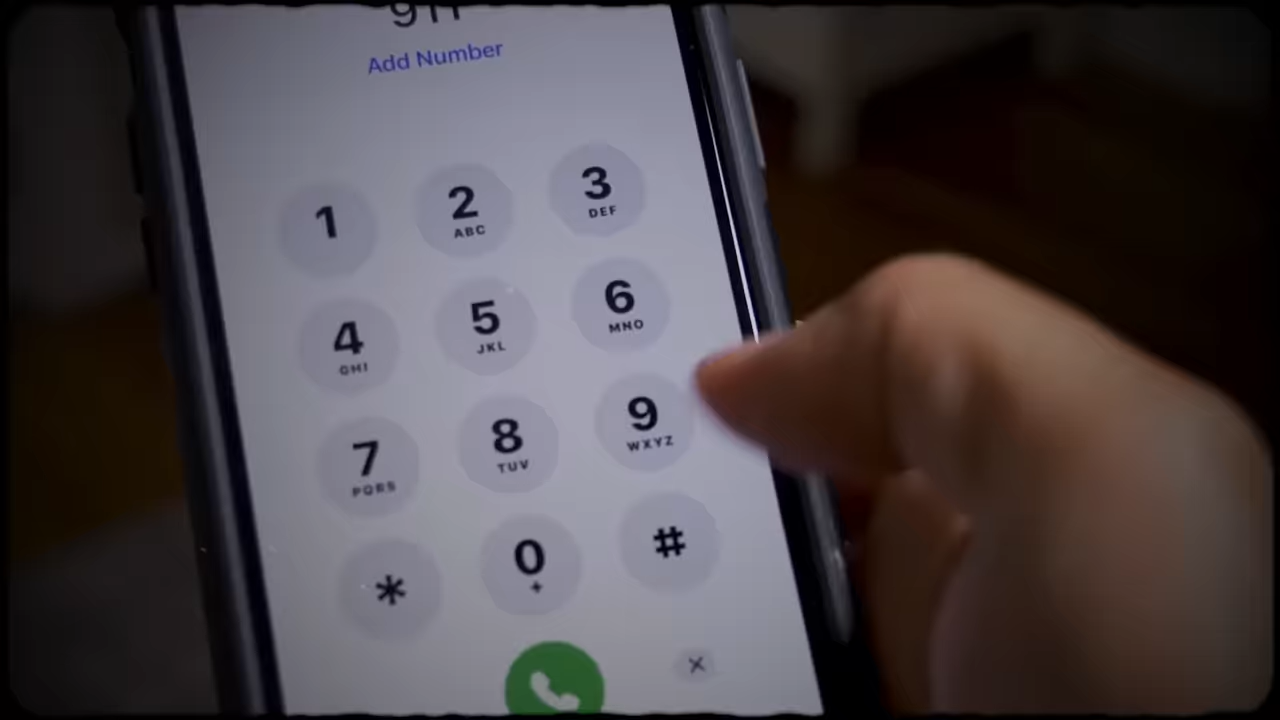 911
Add Number
1 2 3
ABC DEF
4 5 6
GHI JKL MNO
7 8 9
PQRS TUV WXYZ
* 0 #
+